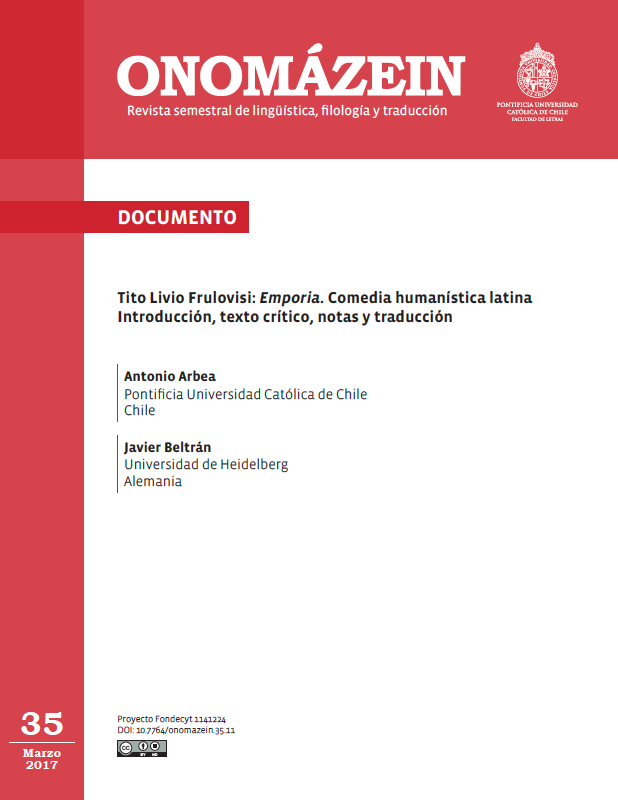 ONOMÁZEIN
Revista semestral de lingüística, filología y traducción
PONTIFICIA UNIVERSIDAD
CATÓLICA DE CHILE
FACULTAD DE LETRAS
DOCUMENTO
Tito Livio Frulovisi: Emporia. Comedia humanística latina
Introducción, texto crítico, notas y traducción
Antonio Arbea
Pontificia Universidad Católica de Chile
Chile
Javier Beltrán
Universidad de Heidelberg
Alemania
35
Marzo
2017
Proyecto Fondecyt 1141224
DOI: 10.7764/onomazein.35.11
cc
BY ND